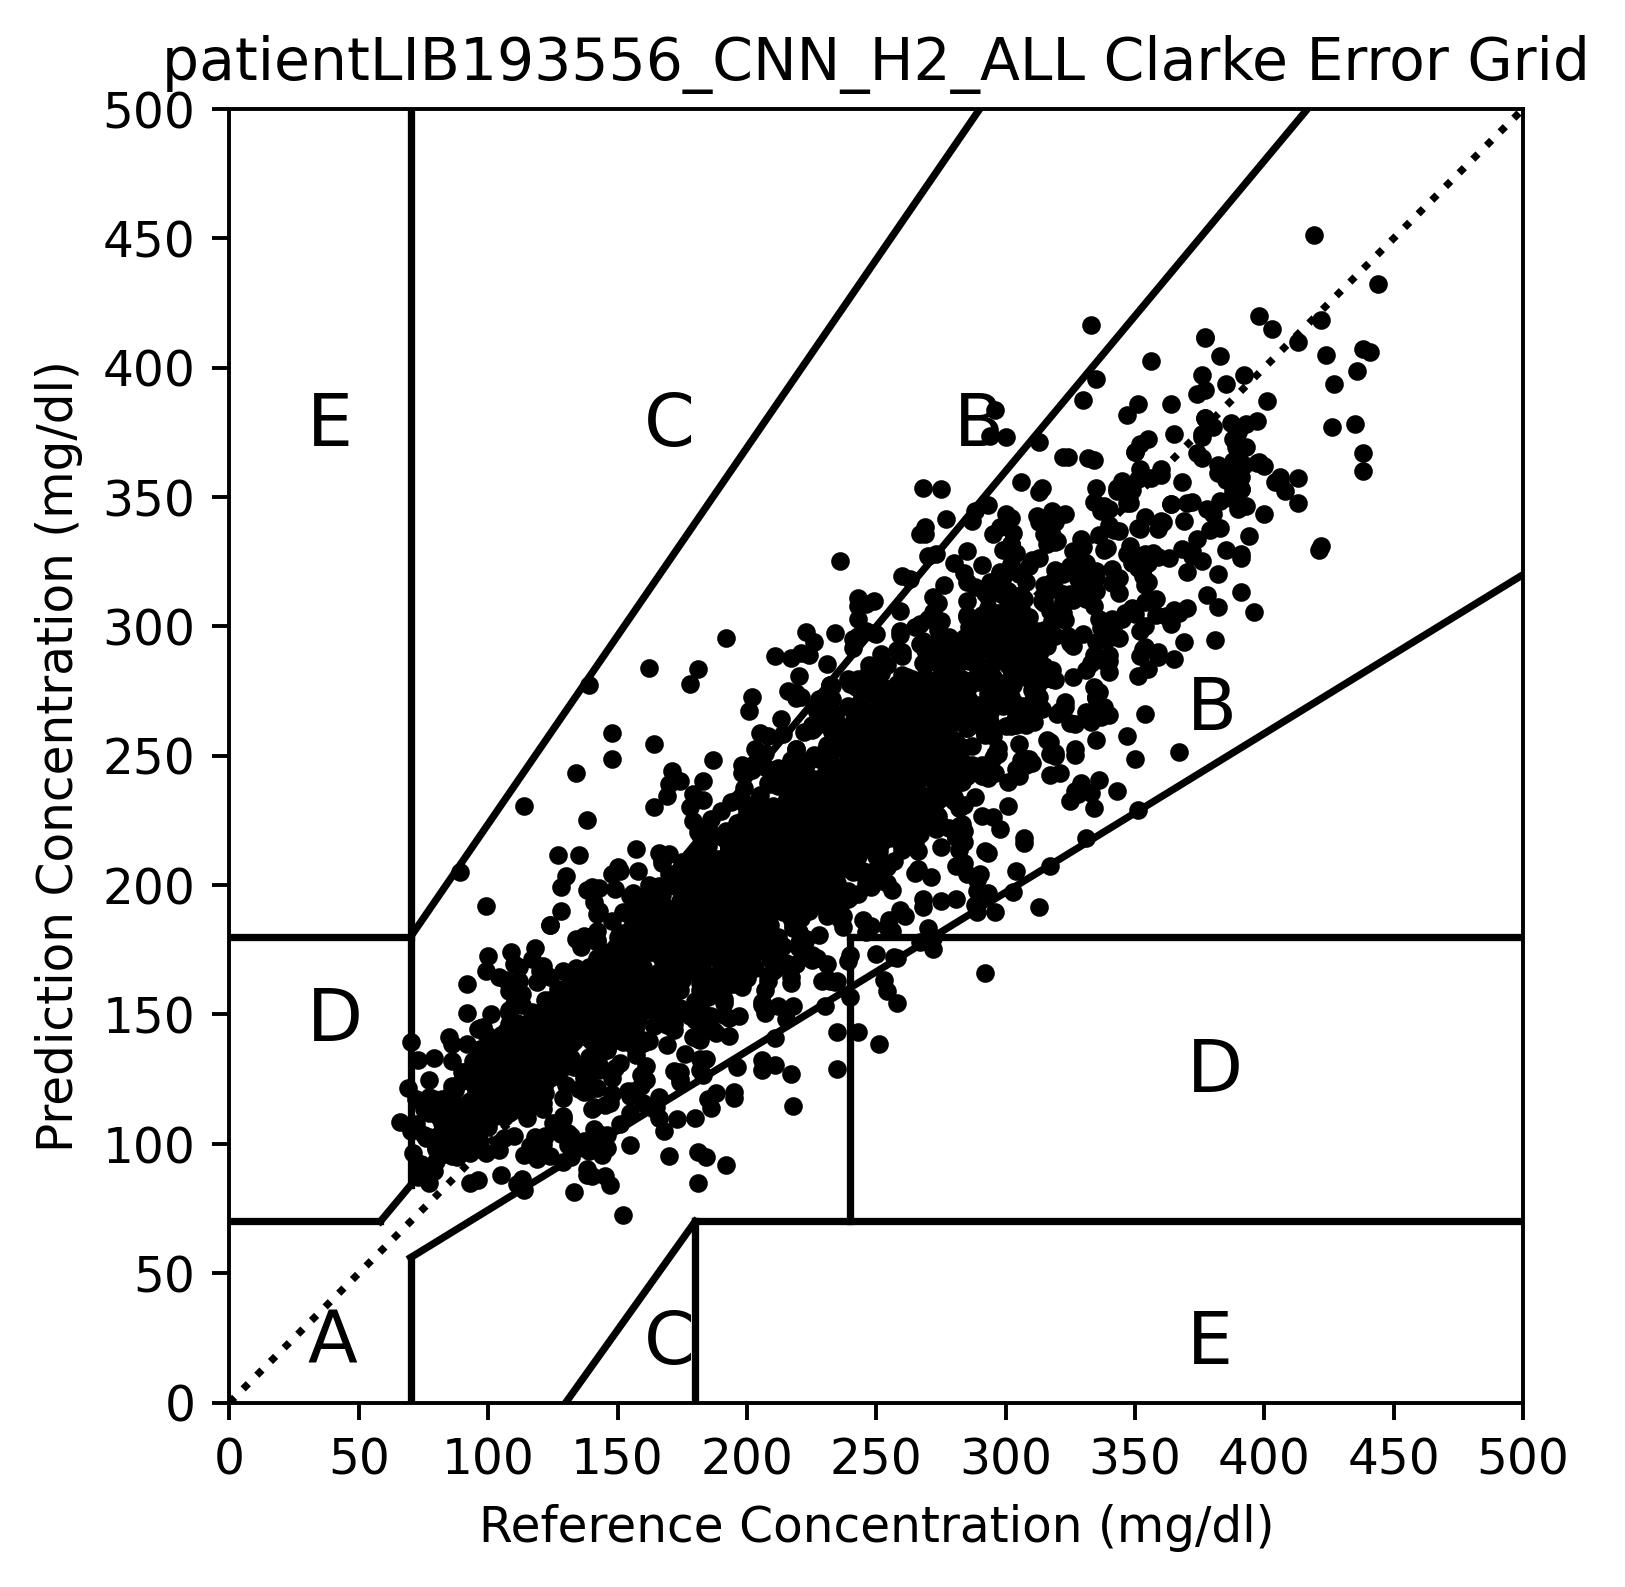 patientLIB193556_CNN_H2_ALL Clarke Error Grid
Prediction Concentration (mg/dl)
500
450
400
350
300
250
200
150
100
50
0
E
C
B
B
D
D
A
C
E
0 50 100 150 200 250 300 350 400 450 500
Reference Concentration (mg/dl)